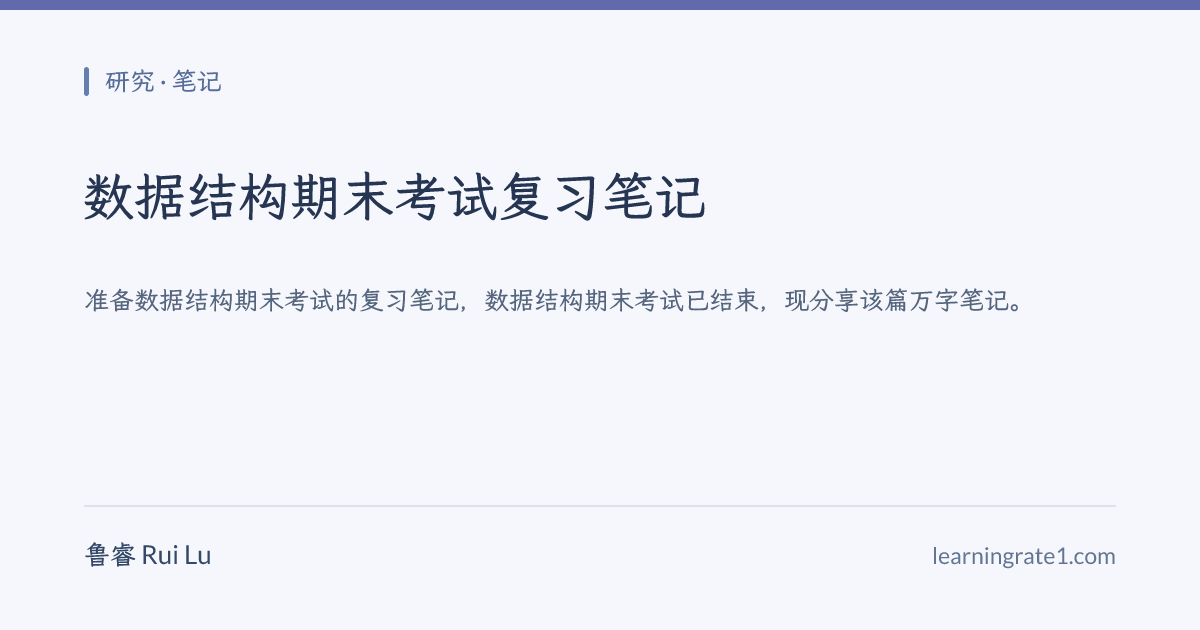 研究 · 笔记
数据结构期末考试复习笔记
准备数据结构期末考试的复习笔记，数据结构期末考试已结束，现分享该篇万字笔记。
鲁睿 Rui Lu
learningrate1.com